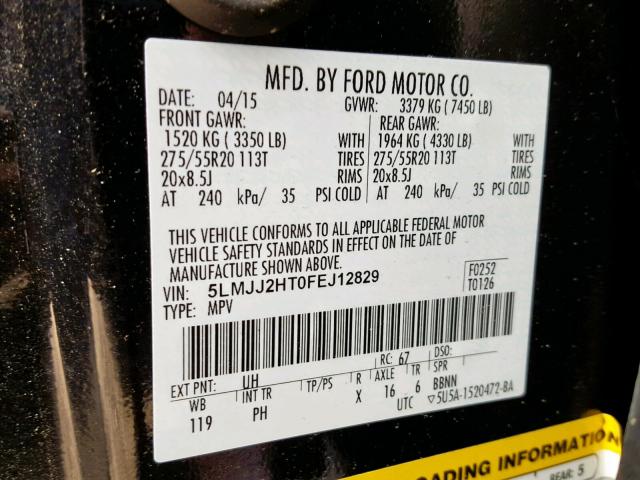 MFD. BY FORD MOTOR CO.
DATE: 04/15 GVWR: 3379 KG ( 7450 LB)
FRONT GAWR: REAR GAWR:
1520 KG ( 3350 LB) WITH 1964 KG ( 4330 LB) WITH
275/55R20 113T TIRES 275/55R20 113T TIRES
20x8.5J RIMS 20x8.5J RIMS
AT 240 kPa/ 35 PSI COLD AT 240 kPa/ 35 PSI COLD
THIS VEHICLE CONFORMS TO ALL APPLICABLE FEDERAL MOTOR
VEHICLE SAFETY STANDARDS IN EFFECT ON THE DATE OF
MANUFACTURE SHOWN ABOVE.
VIN: 5LMJJ2HT0FEJ12829 F0252
TYPE: MPV T0126
EXT PNT: UH RC: 67 DSO:
WB INT TR TP/PS R AXLE TR SPR
119 PH X 16 6 BBNN
UTC ▽5U5A-1520472-BA
OADING INFORMATION
REAR: 5